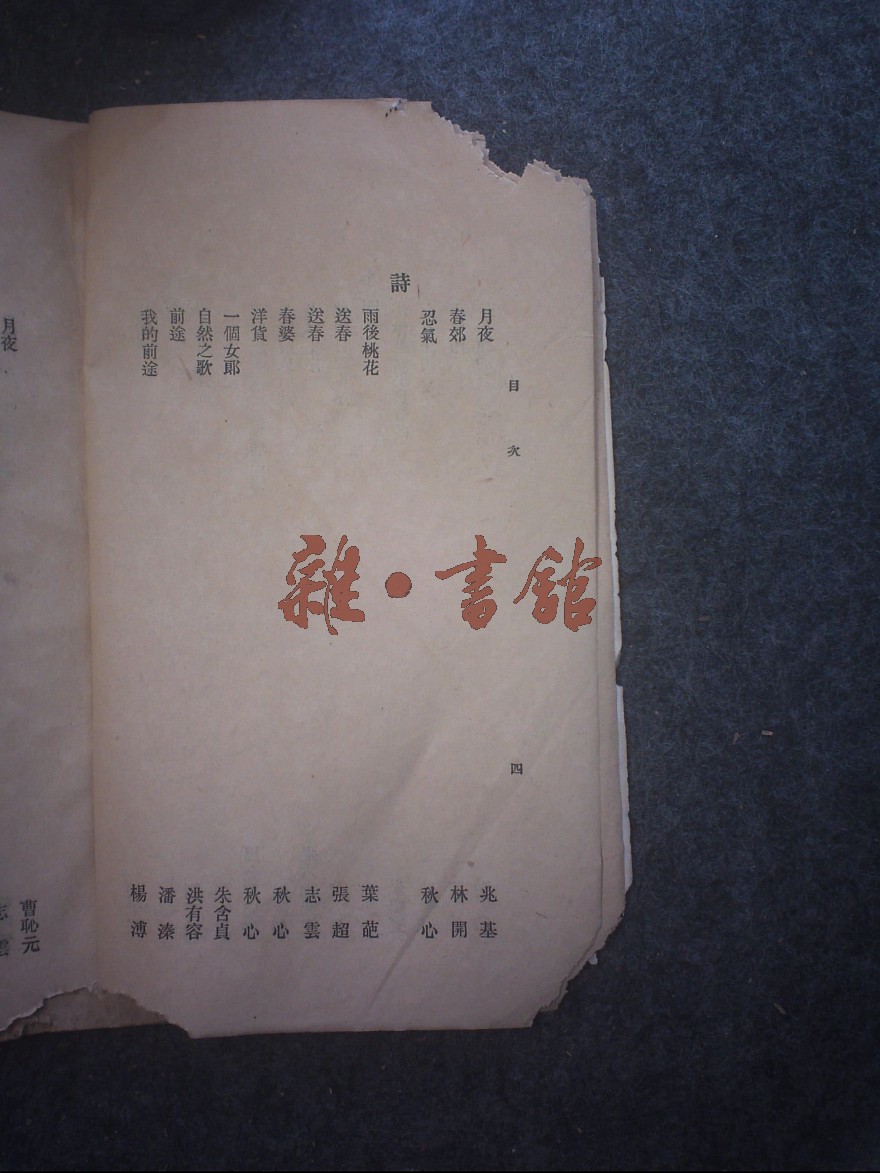 目次 四
月夜 兆基
春郊 林開
忍氣 秋心
詩
雨後桃花 葉葩
送春 張超
送春 志雲
春婆 秋心
洋貨 秋心
一個女郎 朱含貞
自然之歌 洪有容
前途 潘溱
我的前途 楊溥
曹恥元
志雲
月夜
雜·書館